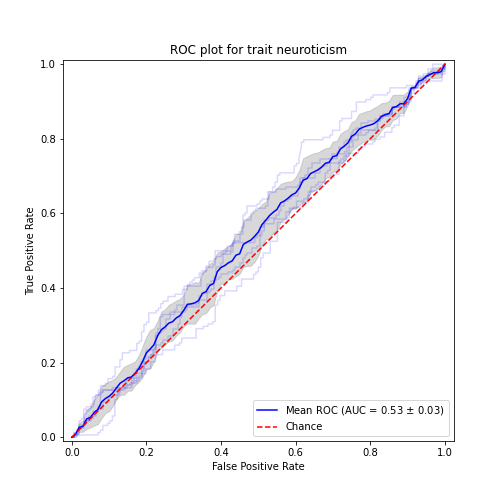 ROC plot for trait neuroticism
True Positive Rate
1.0
0.8
0.6
0.4
0.2
0.0
0.0 0.2 0.4 0.6 0.8 1.0
False Positive Rate
Mean ROC (AUC = 0.53 ± 0.03)
Chance